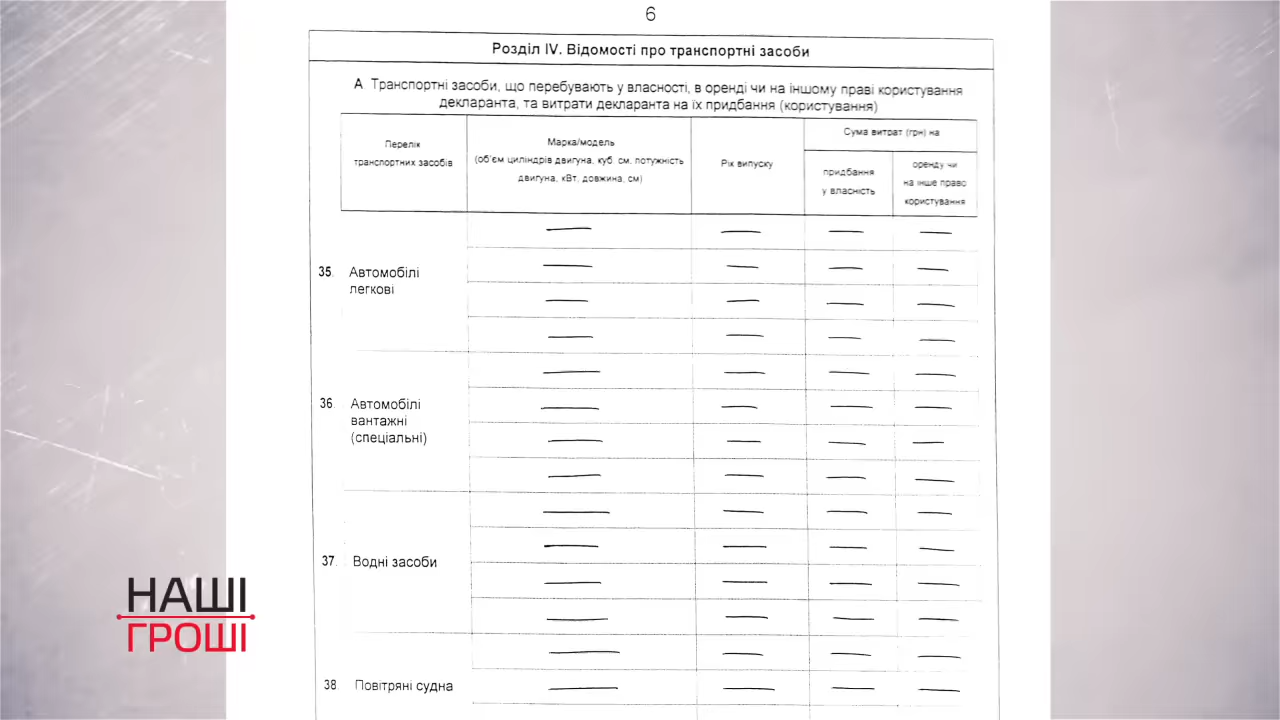 6
Розділ IV. Відомості про транспортні засоби
А Транспортні засоби, що перебувають у власності, в оренді чи на іншому праві користування
декларанта, та витрати декларанта на їх придбання (користування)
Перелік
транспортних засобів
Марка/модель
(об'єм циліндрів двигуна, куб. см, потужність
двигуна, кВт, довжина, см)
Рік випуску
Сума витрат (грн) на
придбання
у власність
оренду чи
на інше право
користування
35. Автомобілі
легкові
36. Автомобілі
вантажні
(спеціальні)
37. Водні засоби
38. Повітряні судна
НАШІ
ГРОШІ